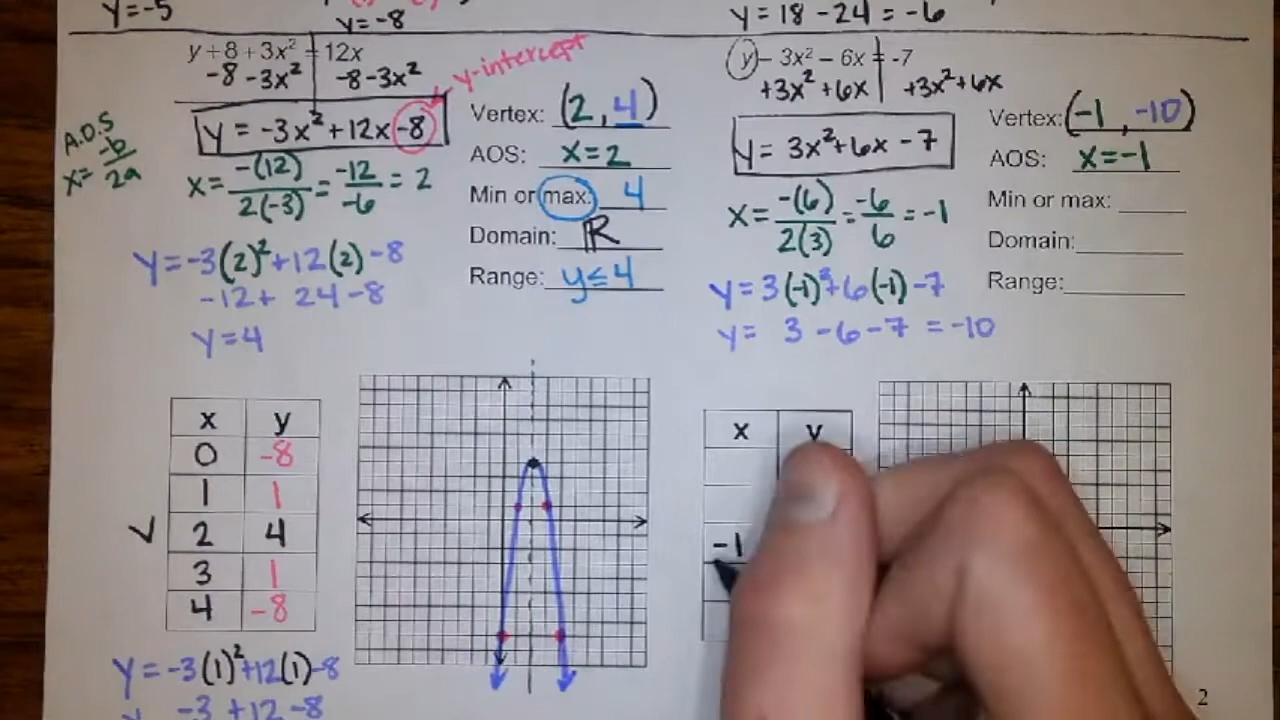 y=-5
y=-8
y = 18 - 24 = -6
y + 8 + 3x² = 12x
-8 -3x² -8 -3x²
y-intercept
y = -3x² + 12x -8
A.O.S
x = -b/2a
x = -(12)/2(-3) = -12/-6 = 2
y = -3(2)² + 12(2) - 8
-12 + 24 - 8
y = 4
Vertex: (2, 4)
AOS: x = 2
Min or max: 4
Domain: ℝ
Range: y ≤ 4
x y
0 -8
1 1
V 2 4
3 1
4 -8
y = -3(1)² + 12(1) - 8
-3 + 12 - 8
y - 3x² - 6x = -7
+3x² + 6x +3x² + 6x
y = 3x² + 6x - 7
x = -(6)/2(3) = -6/6 = -1
y = 3(-1)² + 6(-1) - 7
y = 3 - 6 - 7 = -10
Vertex: (-1, -10)
AOS: x = -1
Min or max:
Domain:
Range:
x y
-1
2